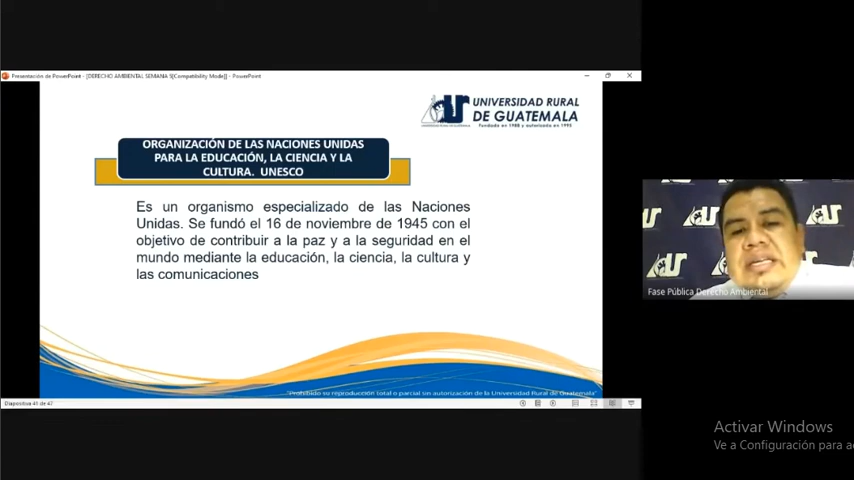 Presentación de PowerPoint - [DERECHO AMBIENTAL SEMANA 5[Compatibility Mode]] - PowerPoint
UNIVERSIDAD RURAL
DE GUATEMALA
Fundada en 1988 y autorizada en 1995
ORGANIZACIÓN DE LAS NACIONES UNIDAS
PARA LA EDUCACIÓN, LA CIENCIA Y LA
CULTURA. UNESCO
Es un organismo especializado de las Naciones
Unidas. Se fundó el 16 de noviembre de 1945 con el
objetivo de contribuir a la paz y a la seguridad en el
mundo mediante la educación, la ciencia, la cultura y
las comunicaciones
"Prohibido su reproducción total o parcial sin autorización de la Universidad Rural de Guatemala"
Diapositiva 41 de 47
Fase Pública Derecho Ambiental
Activar Windows
Ve a Configuración para a